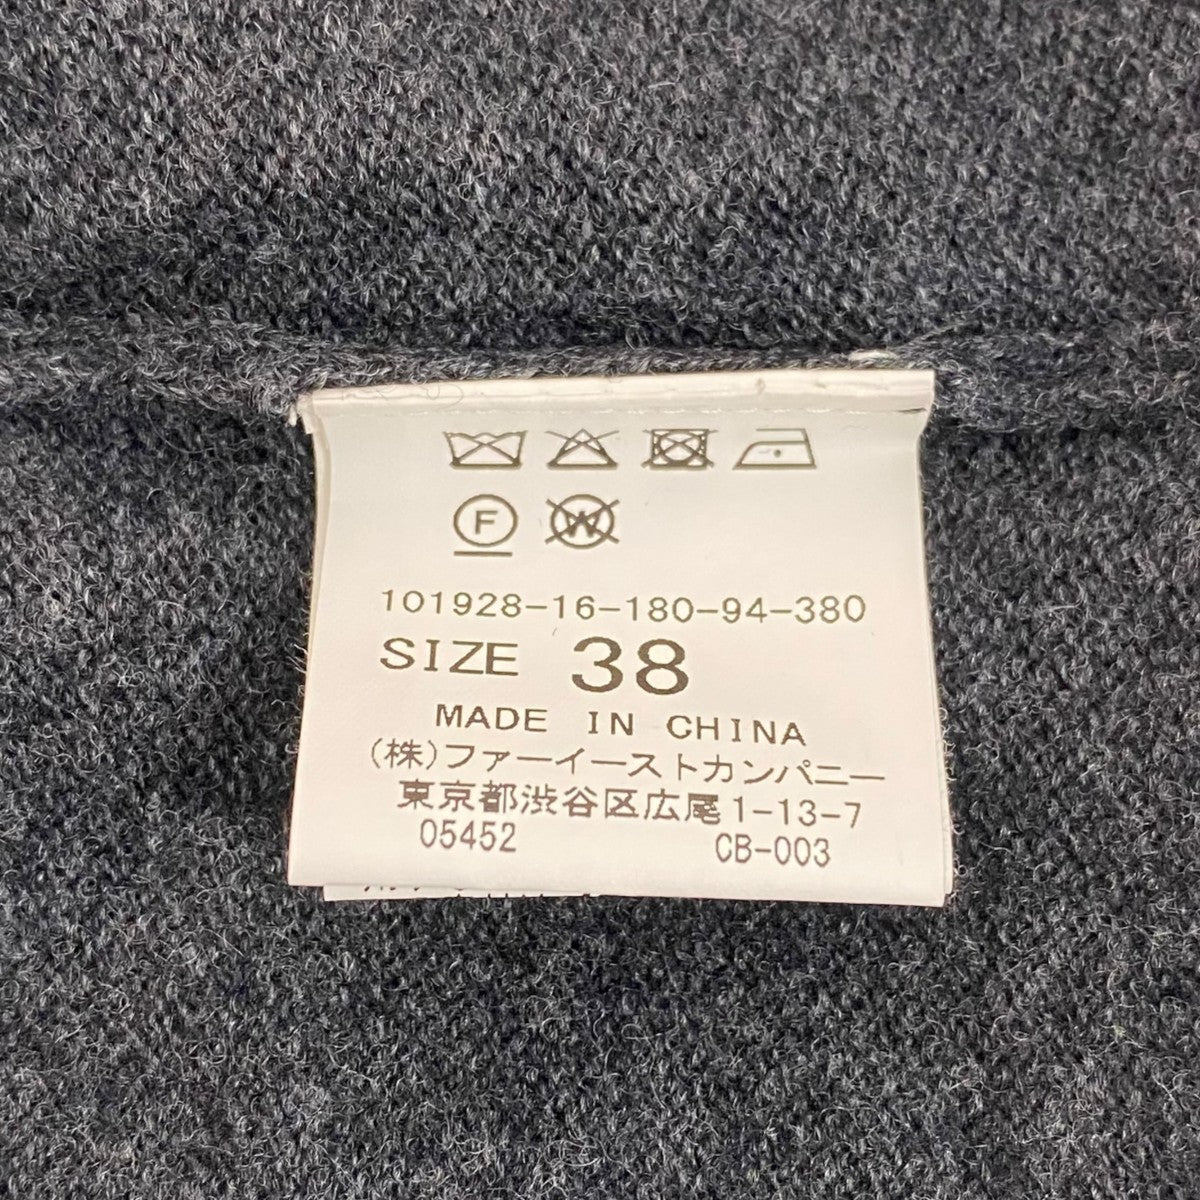 F W
101928-16-180-94-380
SIZE 38
MADE IN CHINA
(株)ファーイーストカンパニー
東京都渋谷区広尾1-13-7
05452 CB-003